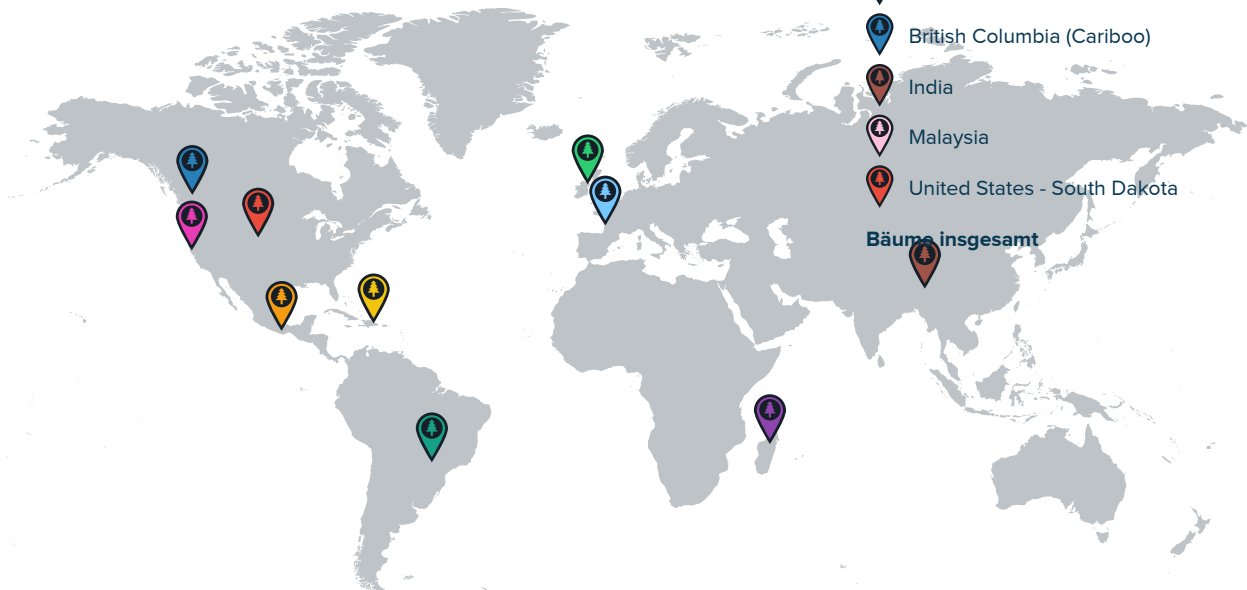 British Columbia (Cariboo)
India
Malaysia
United States - South Dakota
Bäume insgesamt